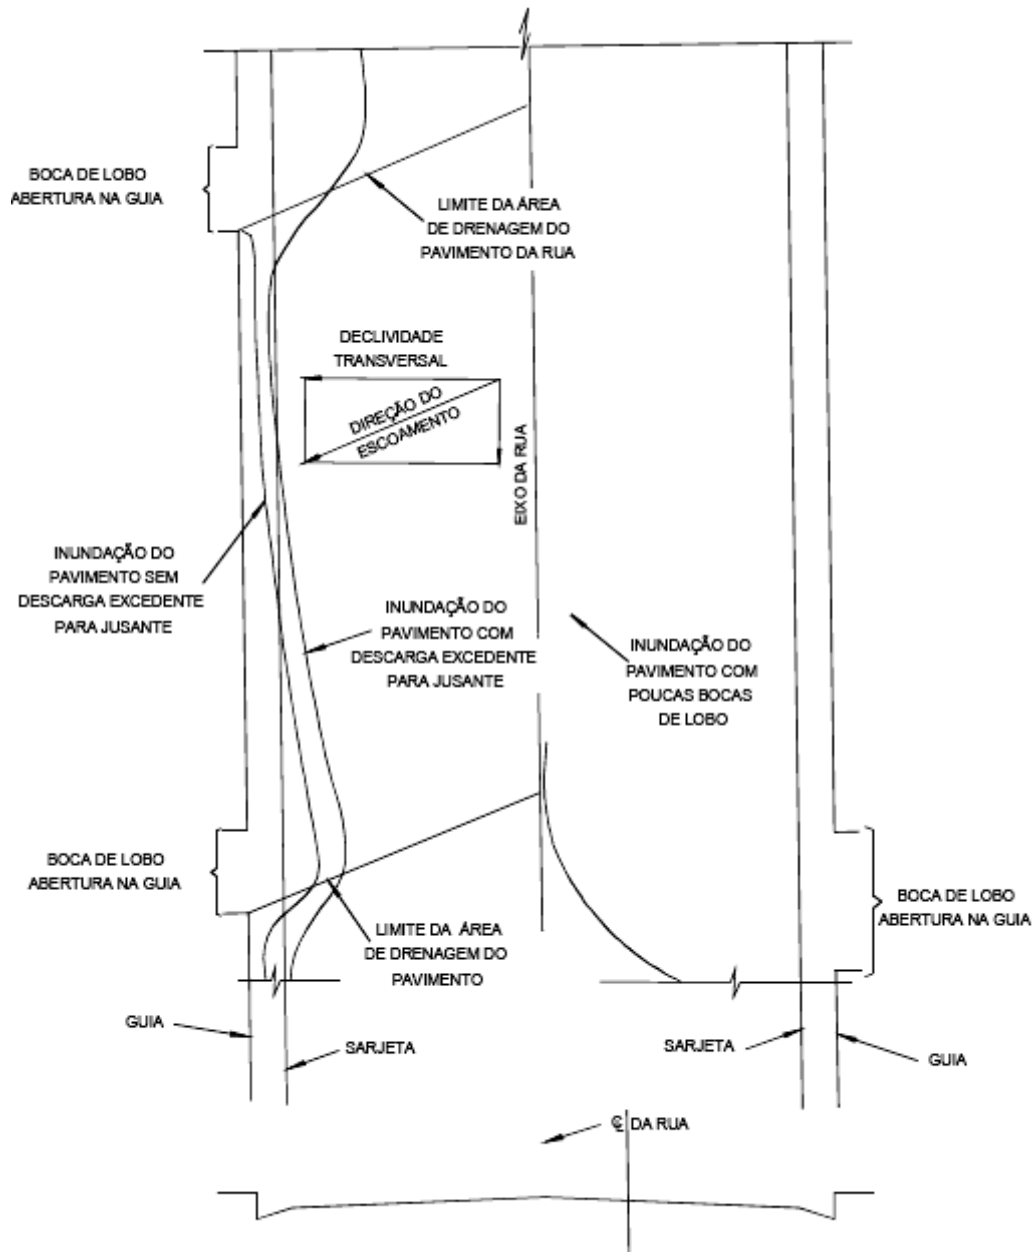 BOCA DE LOBO
ABERTURA NA GUIA
LIMITE DA ÁREA
DE DRENAGEM DO
PAVIMENTO DA RUA
DECLIVIDADE
TRANSVERSAL
DIREÇÃO DO
ESCOAMENTO
EIXO DA RUA
INUNDAÇÃO DO
PAVIMENTO SEM
DESCARGA EXCEDENTE
PARA JUSANTE
INUNDAÇÃO DO
PAVIMENTO COM
DESCARGA EXCEDENTE
PARA JUSANTE
INUNDAÇÃO DO
PAVIMENTO COM
POUCAS BOCAS
DE LOBO
BOCA DE LOBO
ABERTURA NA GUIA
BOCA DE LOBO
ABERTURA NA GUIA
LIMITE DA ÁREA
DE DRENAGEM DO
PAVIMENTO
GUIA
SARJETA
SARJETA
GUIA
℄ DA RUA